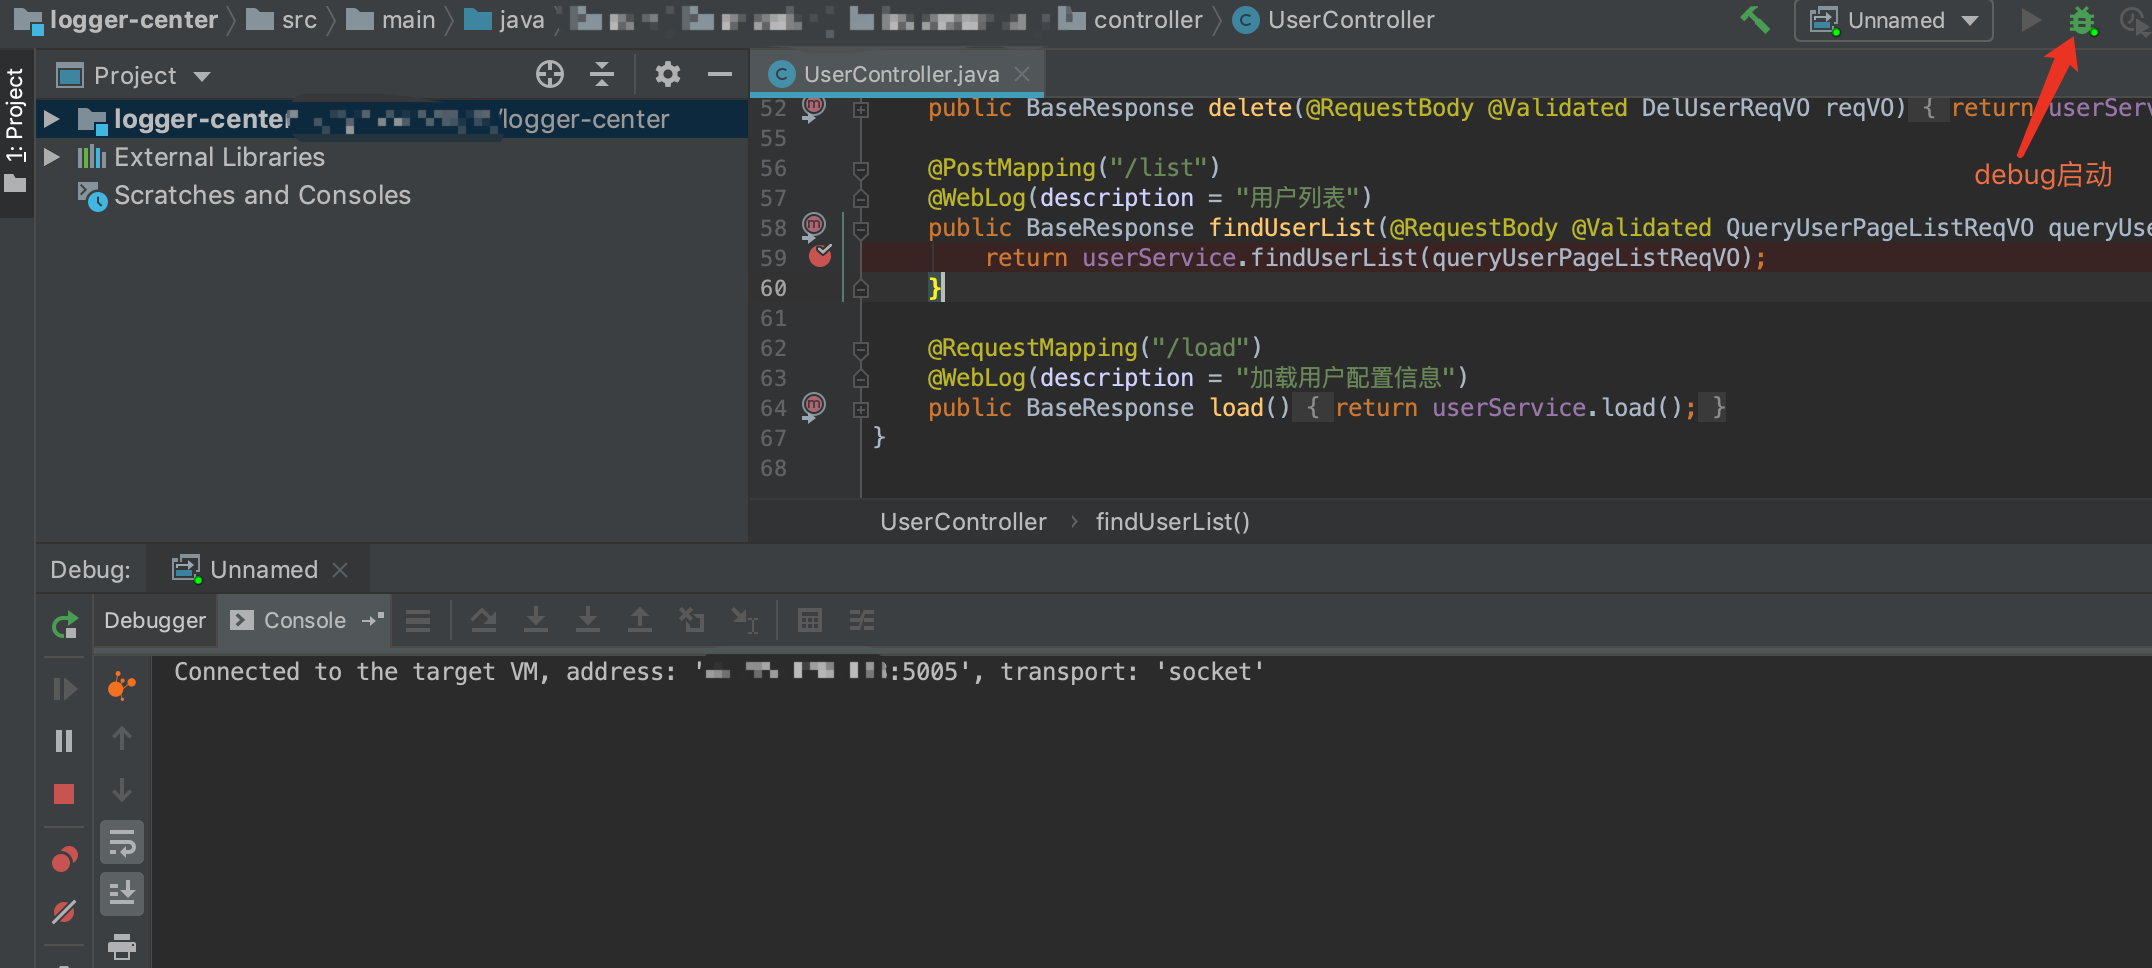 logger-center src main java controller UserController Unnamed
1: Project
Project
UserController.java
logger-center /logger-center
External Libraries
Scratches and Consoles
52 public BaseResponse delete(@RequestBody @Validated DelUserReqVO reqVO) { return userServ
55
56 @PostMapping("/list")
57 @WebLog(description = "用户列表")
58 public BaseResponse findUserList(@RequestBody @Validated QueryUserPageListReqVO queryUse
59 return userService.findUserList(queryUserPageListReqVO);
60 }
61
62 @RequestMapping("/load")
63 @WebLog(description = "加载用户配置信息")
64 public BaseResponse load() { return userService.load(); }
67 }
68
debug启动
UserController › findUserList()
Debug: Unnamed
Debugger Console
Connected to the target VM, address: ' :5005', transport: 'socket'